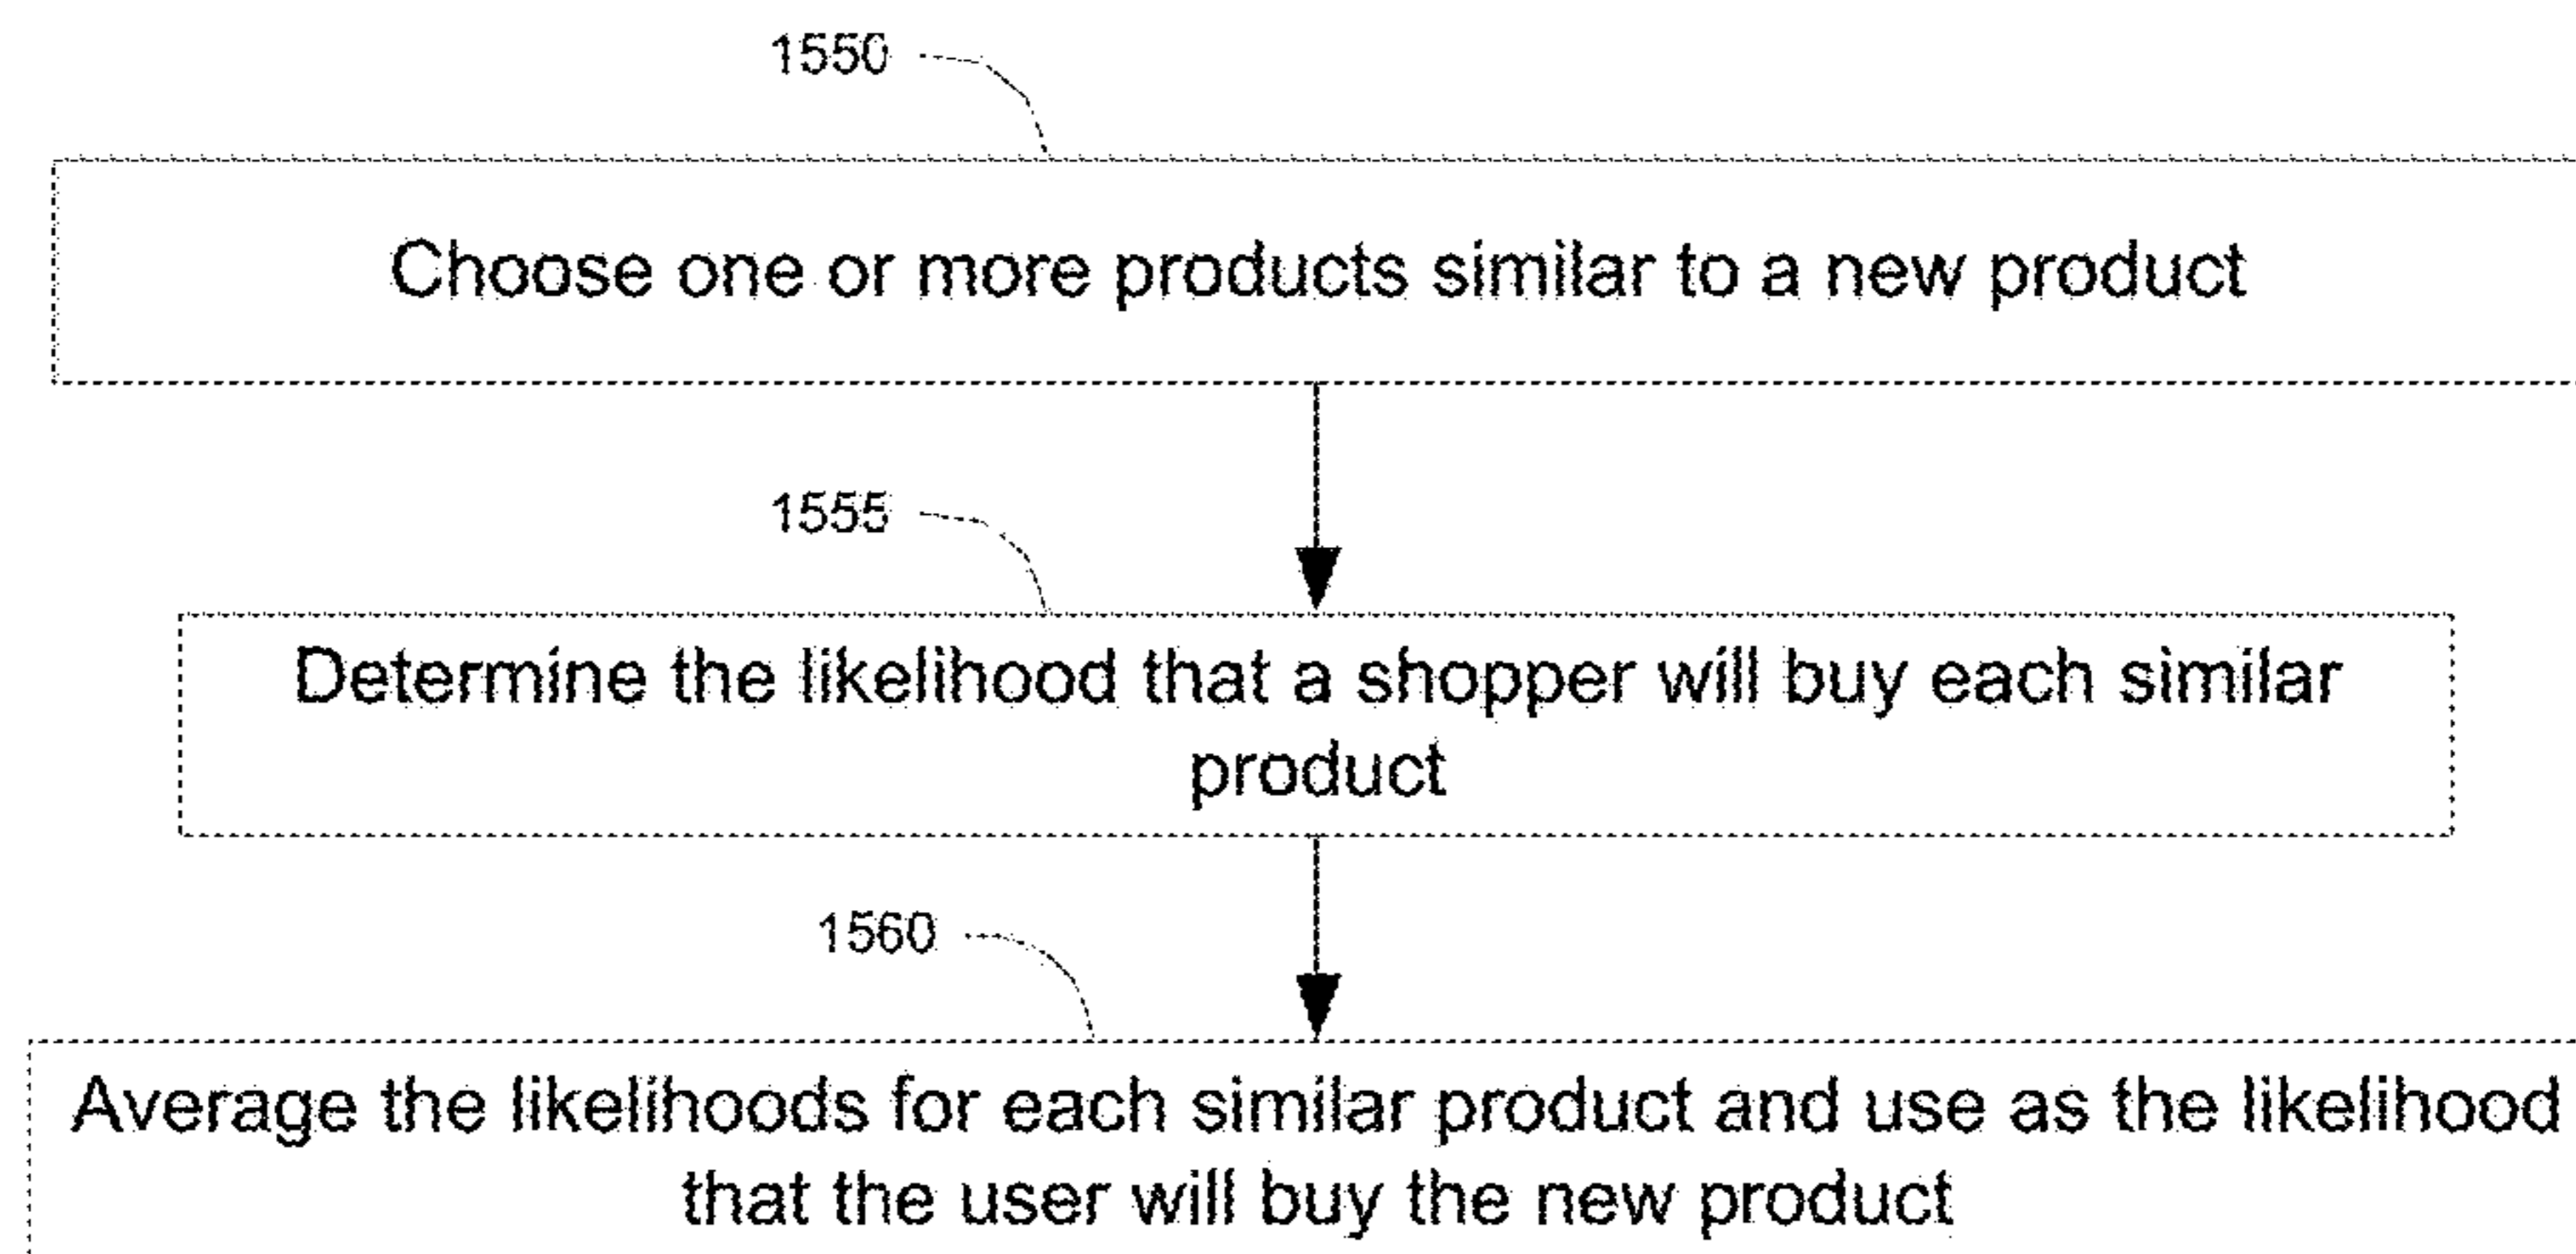 1550
Choose one or more products similar to a new product
1555
Determine the likelihood that a shopper will buy each similar
product
1560
Average the likelihoods for each similar product and use as the likelihood
that the user will buy the new product